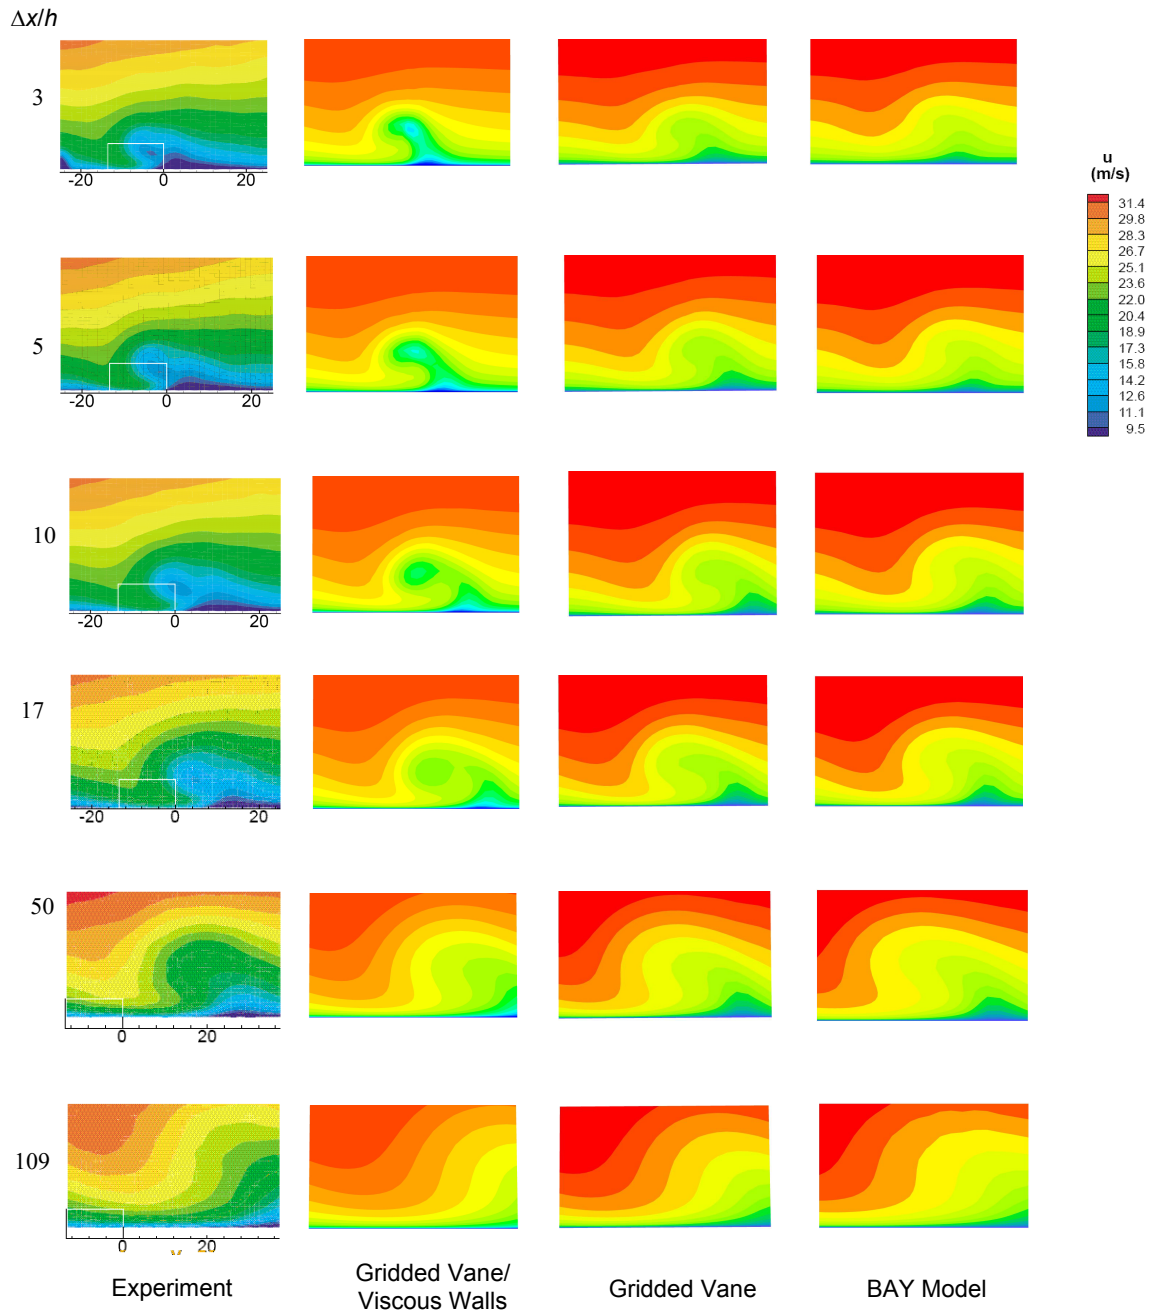 Δx/h
3
-20 0 20
u
(m/s)
31.4
29.8
28.3
26.7
25.1
23.6
22.0
20.4
18.9
17.3
15.8
14.2
12.6
11.1
9.5
5
-20 0 20
10
-20 0 20
17
-20 0 20
50
0 20
109
0 20
Experiment
Gridded Vane/
Viscous Walls
Gridded Vane
BAY Model